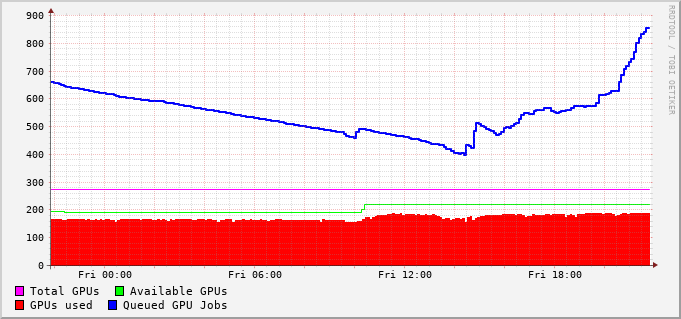 900
800
700
600
500
400
300
200
100
0
Fri 00:00 Fri 06:00 Fri 12:00 Fri 18:00
Total GPUs Available GPUs
GPUs used Queued GPU Jobs
RRDTOOL / TOBI OETIKER